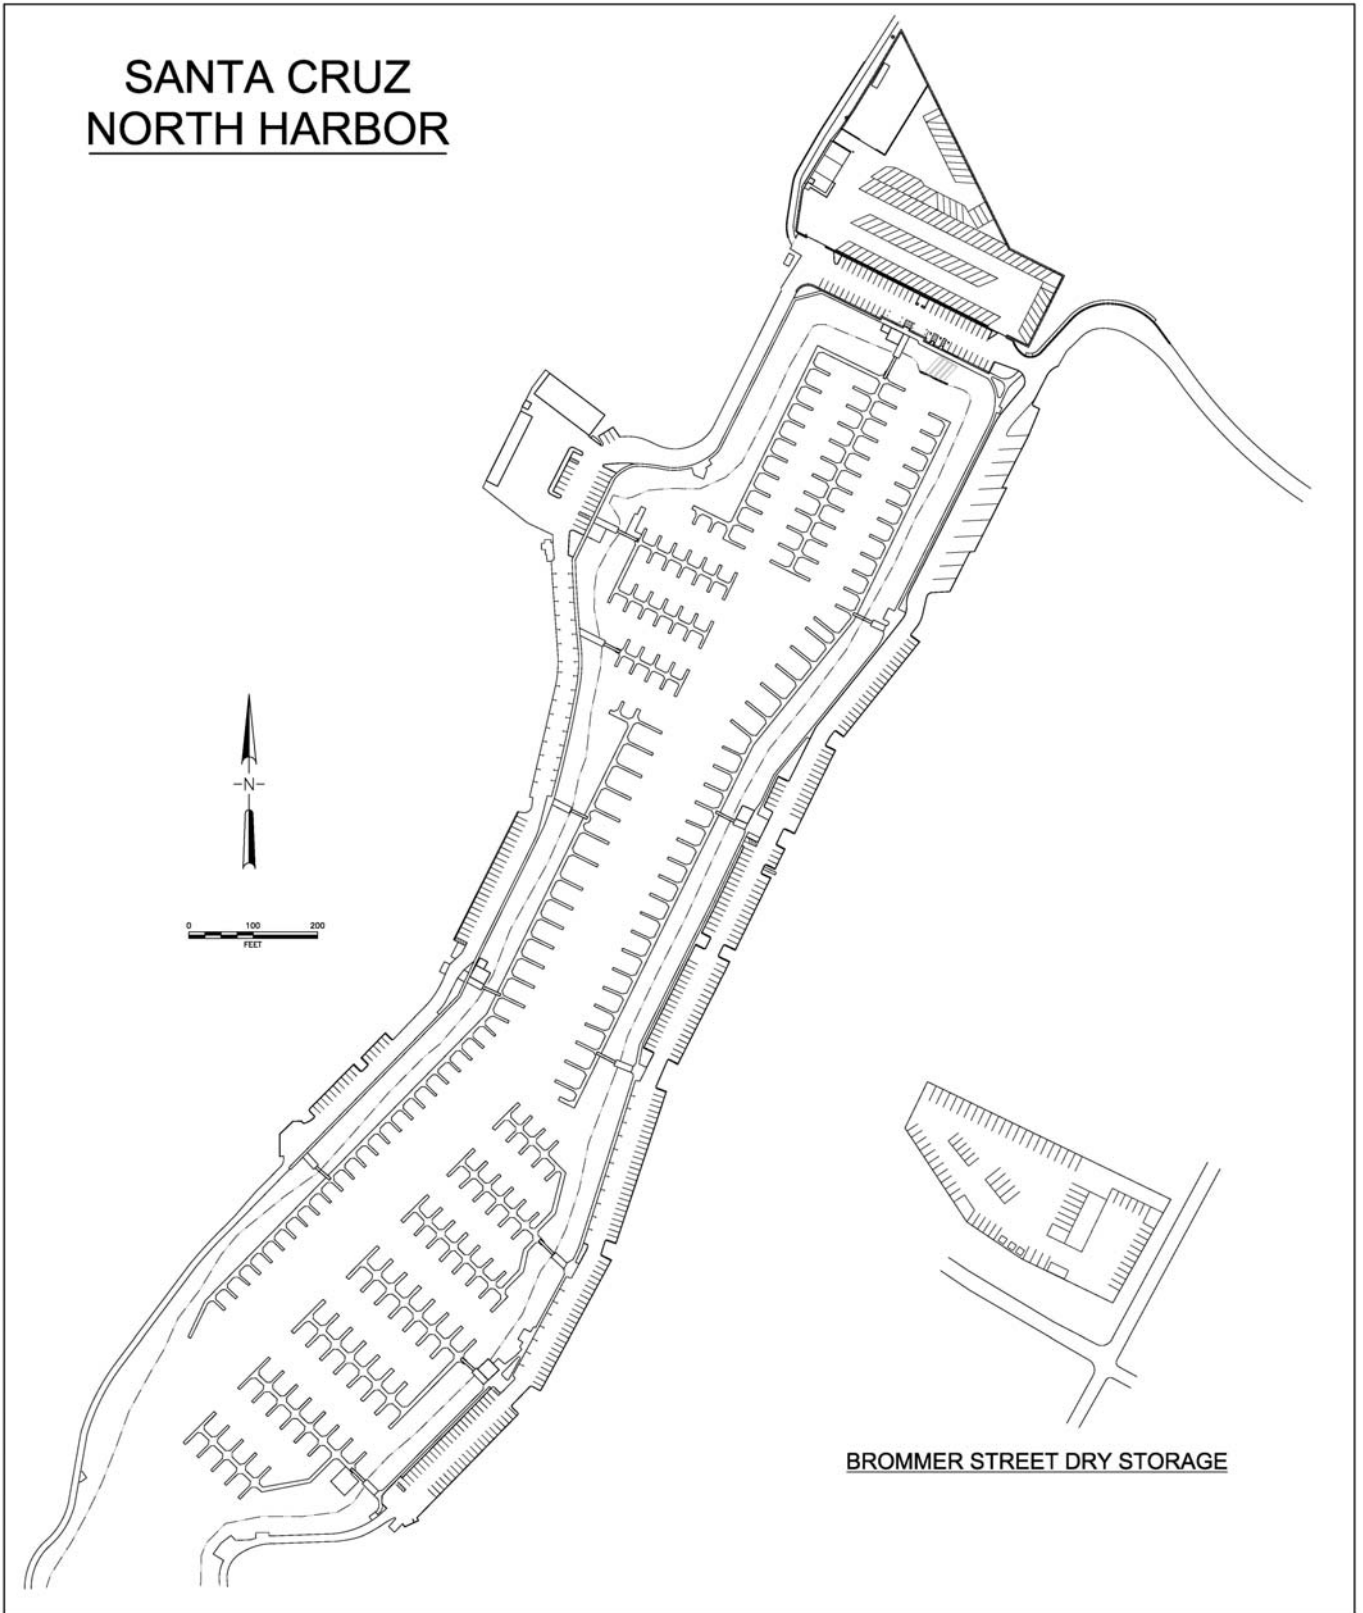 SANTA CRUZ
NORTH HARBOR
-N-
0 100 200
FEET
BROMMER STREET DRY STORAGE